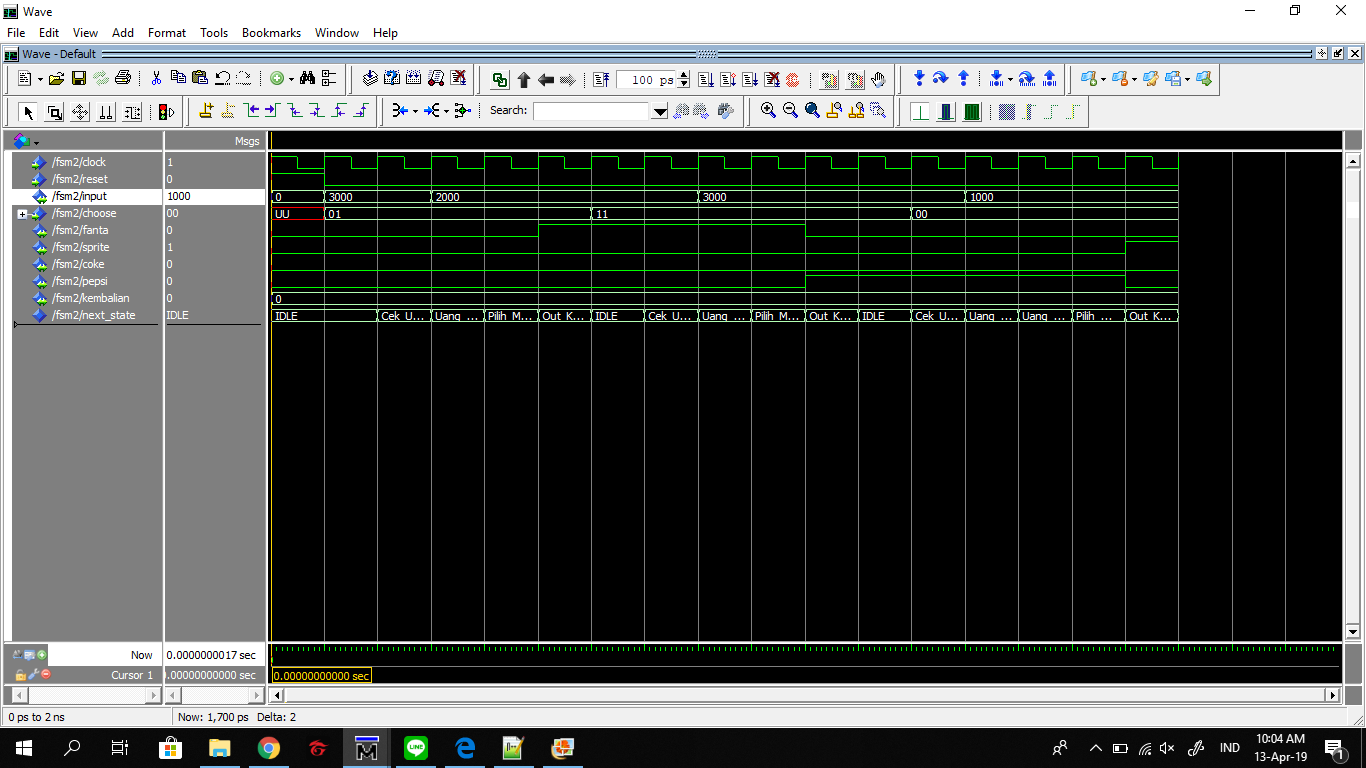 Wave
File Edit View Add Format Tools Bookmarks Window Help
Wave - Default
100 ps
Search:
Msgs
/fsm2/clock 1
/fsm2/reset 0
/fsm2/input 1000 0 3000 2000 3000 1000
/fsm2/choose 00 UU 01 11 00
/fsm2/fanta 0
/fsm2/sprite 1
/fsm2/coke 0
/fsm2/pepsi 0
/fsm2/kembalian 0 0
/fsm2/next_state IDLE IDLE Cek U... Uang ... Pilih M... Out K... IDLE Cek U... Uang ... Pilih M... Out K... IDLE Cek U... Uang ... Uang ... Pilih ... Out K...
Now 0.0000000017 sec
Cursor 1 .00000000000 sec 0.00000000000 sec
0 ps to 2 ns Now: 1,700 ps Delta: 2
M LINE IND 10:04 AM
13-Apr-19 1